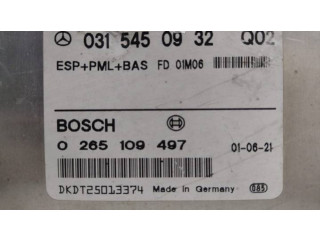 031 545 09 32 Q02
ESP+PML+BAS FD 01M06
BOSCH
0 265 109 497 01-06-21
DKDT25013374 Made in Germany 065